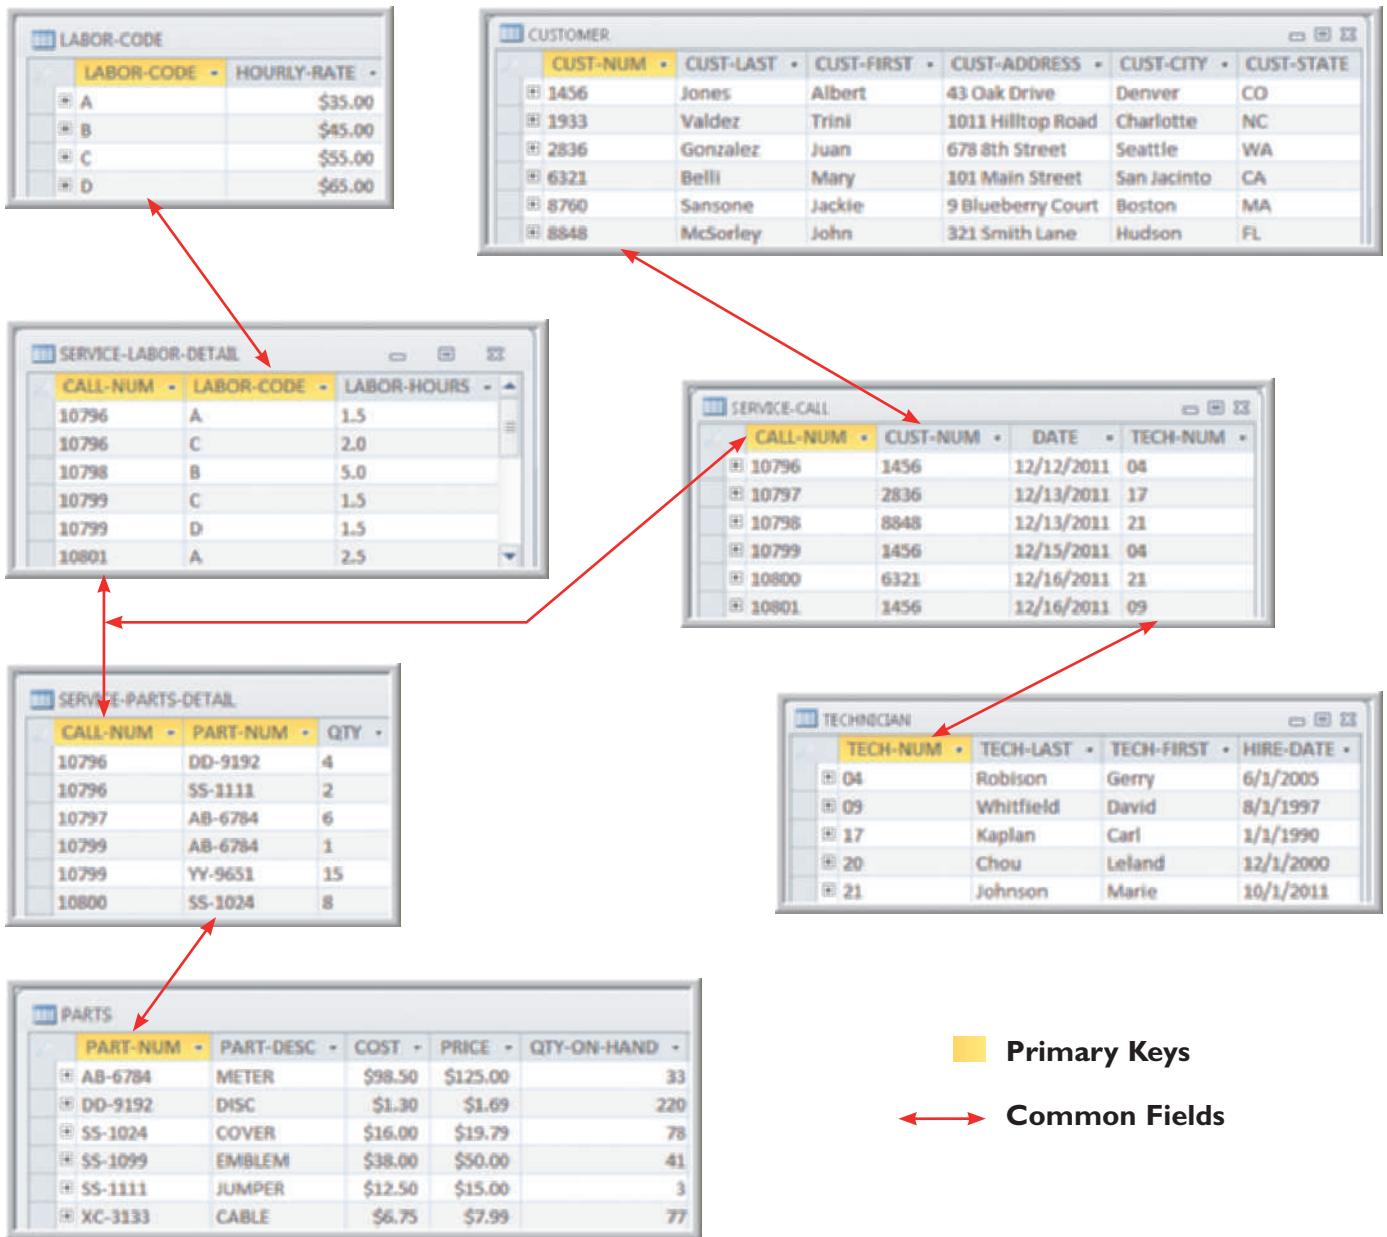 LABOR-CODE
LABOR-CODE HOURLY-RATE
A $35.00
B $45.00
C $55.00
D $65.00
CUSTOMER
CUST-NUM CUST-LAST CUST-FIRST CUST-ADDRESS CUST-CITY CUST-STATE
1456 Jones Albert 43 Oak Drive Denver CO
1933 Valdez Trini 1011 Hilltop Road Charlotte NC
2836 Gonzalez Juan 678 8th Street Seattle WA
6321 Belli Mary 101 Main Street San Jacinto CA
8760 Sansone Jackie 9 Blueberry Court Boston MA
8848 McSorley John 321 Smith Lane Hudson FL
SERVICE-LABOR-DETAIL
CALL-NUM LABOR-CODE LABOR-HOURS
10796 A 1.5
10796 C 2.0
10798 B 5.0
10799 C 1.5
10799 D 1.5
10801 A 2.5
SERVICE-CALL
CALL-NUM CUST-NUM DATE TECH-NUM
10796 1456 12/12/2011 04
10797 2836 12/13/2011 17
10798 8848 12/13/2011 21
10799 1456 12/15/2011 04
10800 6321 12/16/2011 21
10801 1456 12/16/2011 09
SERVICE-PARTS-DETAIL
CALL-NUM PART-NUM QTY
10796 DD-9192 4
10796 SS-1111 2
10797 AB-6784 6
10799 AB-6784 1
10799 YY-9651 15
10800 SS-1024 8
TECHNICIAN
TECH-NUM TECH-LAST TECH-FIRST HIRE-DATE
04 Robison Gerry 6/1/2005
09 Whitfield David 8/1/1997
17 Kaplan Carl 1/1/1990
20 Chou Leland 12/1/2000
21 Johnson Marie 10/1/2011
PARTS
PART-NUM PART-DESC COST PRICE QTY-ON-HAND
AB-6784 METER $98.50 $125.00 33
DD-9192 DISC $1.30 $1.69 220
SS-1024 COVER $16.00 $19.79 78
SS-1099 EMBLEM $38.00 $50.00 41
SS-1111 JUMPER $12.50 $15.00 3
XC-3133 CABLE $6.75 $7.99 77
Primary Keys
Common Fields